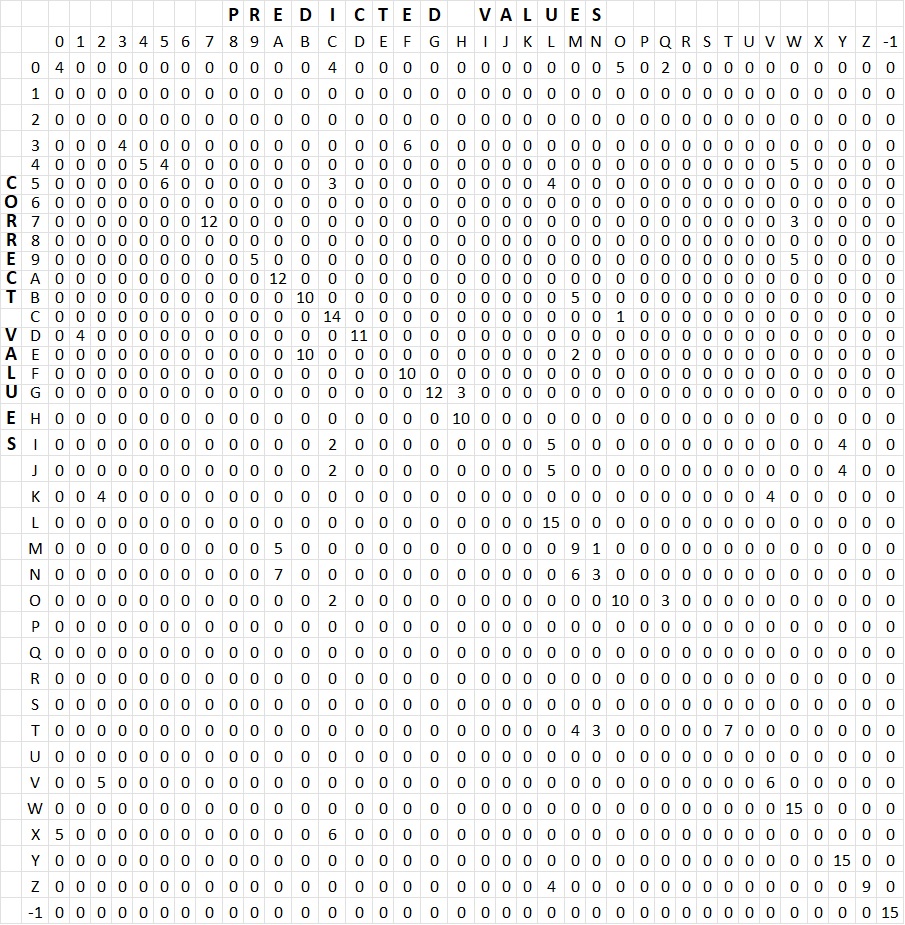 P R E D I C T E D V A L U E S
0 1 2 3 4 5 6 7 8 9 A B C D E F G H I J K L M N O P Q R S T U V W X Y Z -1
0 4 0 0 0 0 0 0 0 0 0 0 0 4 0 0 0 0 0 0 0 0 0 0 0 5 0 2 0 0 0 0 0 0 0 0 0 0
1 0 0 0 0 0 0 0 0 0 0 0 0 0 0 0 0 0 0 0 0 0 0 0 0 0 0 0 0 0 0 0 0 0 0 0 0 0
2 0 0 0 0 0 0 0 0 0 0 0 0 0 0 0 0 0 0 0 0 0 0 0 0 0 0 0 0 0 0 0 0 0 0 0 0 0
3 0 0 0 4 0 0 0 0 0 0 0 0 0 0 0 6 0 0 0 0 0 0 0 0 0 0 0 0 0 0 0 0 0 0 0 0 0
4 0 0 0 0 5 4 0 0 0 0 0 0 0 0 0 0 0 0 0 0 0 0 0 0 0 0 0 0 0 0 0 0 5 0 0 0 0
C 5 0 0 0 0 0 6 0 0 0 0 0 0 3 0 0 0 0 0 0 0 0 4 0 0 0 0 0 0 0 0 0 0 0 0 0 0 0
O 6 0 0 0 0 0 0 0 0 0 0 0 0 0 0 0 0 0 0 0 0 0 0 0 0 0 0 0 0 0 0 0 0 0 0 0 0 0
R 7 0 0 0 0 0 0 0 12 0 0 0 0 0 0 0 0 0 0 0 0 0 0 0 0 0 0 0 0 0 0 0 0 3 0 0 0 0
R 8 0 0 0 0 0 0 0 0 0 0 0 0 0 0 0 0 0 0 0 0 0 0 0 0 0 0 0 0 0 0 0 0 0 0 0 0 0
E 9 0 0 0 0 0 0 0 0 0 5 0 0 0 0 0 0 0 0 0 0 0 0 0 0 0 0 0 0 0 0 0 0 5 0 0 0 0
C A 0 0 0 0 0 0 0 0 0 0 12 0 0 0 0 0 0 0 0 0 0 0 0 0 0 0 0 0 0 0 0 0 0 0 0 0 0
T B 0 0 0 0 0 0 0 0 0 0 0 10 0 0 0 0 0 0 0 0 0 0 5 0 0 0 0 0 0 0 0 0 0 0 0 0 0
C 0 0 0 0 0 0 0 0 0 0 0 0 14 0 0 0 0 0 0 0 0 0 0 0 1 0 0 0 0 0 0 0 0 0 0 0 0
V D 0 4 0 0 0 0 0 0 0 0 0 0 0 11 0 0 0 0 0 0 0 0 0 0 0 0 0 0 0 0 0 0 0 0 0 0 0
A E 0 0 0 0 0 0 0 0 0 0 0 10 0 0 0 0 0 0 0 0 0 0 2 0 0 0 0 0 0 0 0 0 0 0 0 0 0
L F 0 0 0 0 0 0 0 0 0 0 0 0 0 0 0 10 0 0 0 0 0 0 0 0 0 0 0 0 0 0 0 0 0 0 0 0 0
U G 0 0 0 0 0 0 0 0 0 0 0 0 0 0 0 0 12 3 0 0 0 0 0 0 0 0 0 0 0 0 0 0 0 0 0 0 0
E H 0 0 0 0 0 0 0 0 0 0 0 0 0 0 0 0 0 10 0 0 0 0 0 0 0 0 0 0 0 0 0 0 0 0 0 0 0
S I 0 0 0 0 0 0 0 0 0 0 0 0 2 0 0 0 0 0 0 0 0 5 0 0 0 0 0 0 0 0 0 0 0 0 4 0 0
J 0 0 0 0 0 0 0 0 0 0 0 0 2 0 0 0 0 0 0 0 0 5 0 0 0 0 0 0 0 0 0 0 0 0 4 0 0
K 0 0 4 0 0 0 0 0 0 0 0 0 0 0 0 0 0 0 0 0 0 0 0 0 0 0 0 0 0 0 0 4 0 0 0 0 0
L 0 0 0 0 0 0 0 0 0 0 0 0 0 0 0 0 0 0 0 0 0 15 0 0 0 0 0 0 0 0 0 0 0 0 0 0 0
M 0 0 0 0 0 0 0 0 0 0 5 0 0 0 0 0 0 0 0 0 0 0 9 1 0 0 0 0 0 0 0 0 0 0 0 0 0
N 0 0 0 0 0 0 0 0 0 0 7 0 0 0 0 0 0 0 0 0 0 0 6 3 0 0 0 0 0 0 0 0 0 0 0 0 0
O 0 0 0 0 0 0 0 0 0 0 0 0 2 0 0 0 0 0 0 0 0 0 0 0 10 0 3 0 0 0 0 0 0 0 0 0 0
P 0 0 0 0 0 0 0 0 0 0 0 0 0 0 0 0 0 0 0 0 0 0 0 0 0 0 0 0 0 0 0 0 0 0 0 0 0
Q 0 0 0 0 0 0 0 0 0 0 0 0 0 0 0 0 0 0 0 0 0 0 0 0 0 0 0 0 0 0 0 0 0 0 0 0 0
R 0 0 0 0 0 0 0 0 0 0 0 0 0 0 0 0 0 0 0 0 0 0 0 0 0 0 0 0 0 0 0 0 0 0 0 0 0
S 0 0 0 0 0 0 0 0 0 0 0 0 0 0 0 0 0 0 0 0 0 0 0 0 0 0 0 0 0 0 0 0 0 0 0 0 0
T 0 0 0 0 0 0 0 0 0 0 0 0 0 0 0 0 0 0 0 0 0 0 4 3 0 0 0 0 0 7 0 0 0 0 0 0 0
U 0 0 0 0 0 0 0 0 0 0 0 0 0 0 0 0 0 0 0 0 0 0 0 0 0 0 0 0 0 0 0 0 0 0 0 0 0
V 0 0 5 0 0 0 0 0 0 0 0 0 0 0 0 0 0 0 0 0 0 0 0 0 0 0 0 0 0 0 0 6 0 0 0 0 0
W 0 0 0 0 0 0 0 0 0 0 0 0 0 0 0 0 0 0 0 0 0 0 0 0 0 0 0 0 0 0 0 0 15 0 0 0 0
X 5 0 0 0 0 0 0 0 0 0 0 0 6 0 0 0 0 0 0 0 0 0 0 0 0 0 0 0 0 0 0 0 0 0 0 0 0
Y 0 0 0 0 0 0 0 0 0 0 0 0 0 0 0 0 0 0 0 0 0 0 0 0 0 0 0 0 0 0 0 0 0 0 15 0 0
Z 0 0 0 0 0 0 0 0 0 0 0 0 0 0 0 0 0 0 0 0 0 4 0 0 0 0 0 0 0 0 0 0 0 0 0 9 0
-1 0 0 0 0 0 0 0 0 0 0 0 0 0 0 0 0 0 0 0 0 0 0 0 0 0 0 0 0 0 0 0 0 0 0 0 0 15